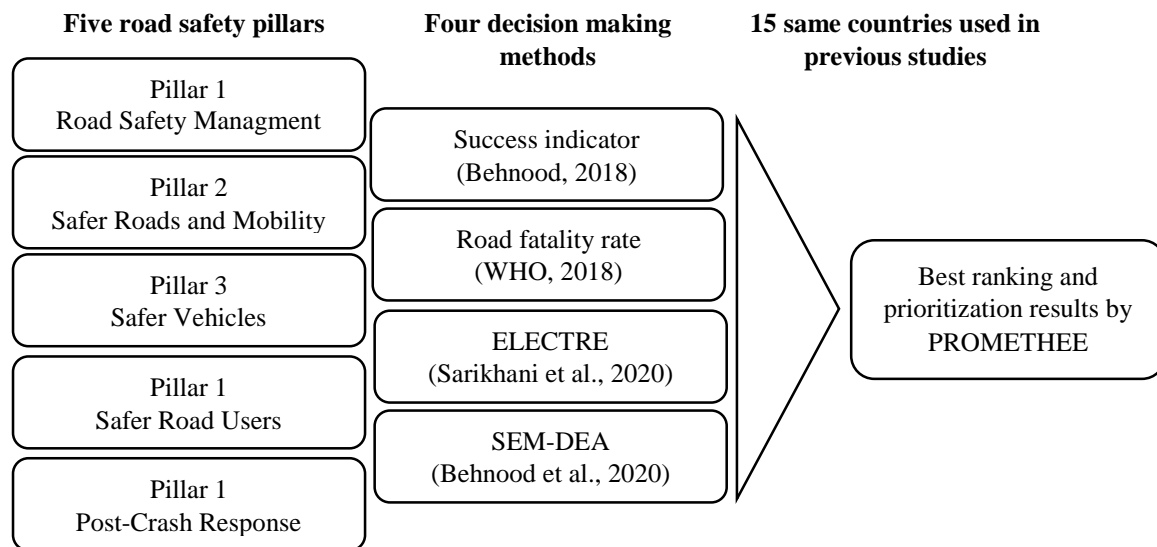 Five road safety pillars
Four decision making
methods
15 same countries used in
previous studies
Pillar 1
Road Safety Managment
Pillar 2
Safer Roads and Mobility
Pillar 3
Safer Vehicles
Pillar 1
Safer Road Users
Pillar 1
Post-Crash Response
Success indicator
(Behnood, 2018)
Road fatality rate
(WHO, 2018)
ELECTRE
(Sarikhani et al., 2020)
SEM-DEA
(Behnood et al., 2020)
Best ranking and
prioritization results by
PROMETHEE